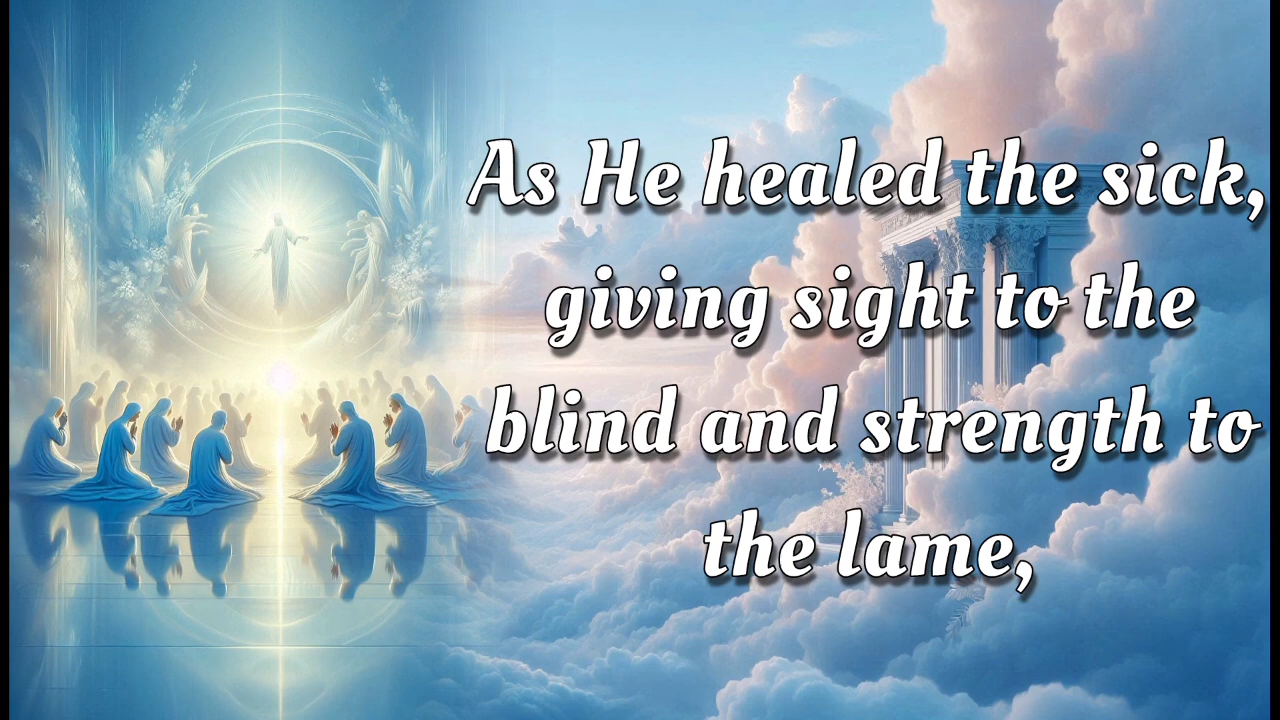 As He healed the sick,
giving sight to the
blind and strength to
the lame,